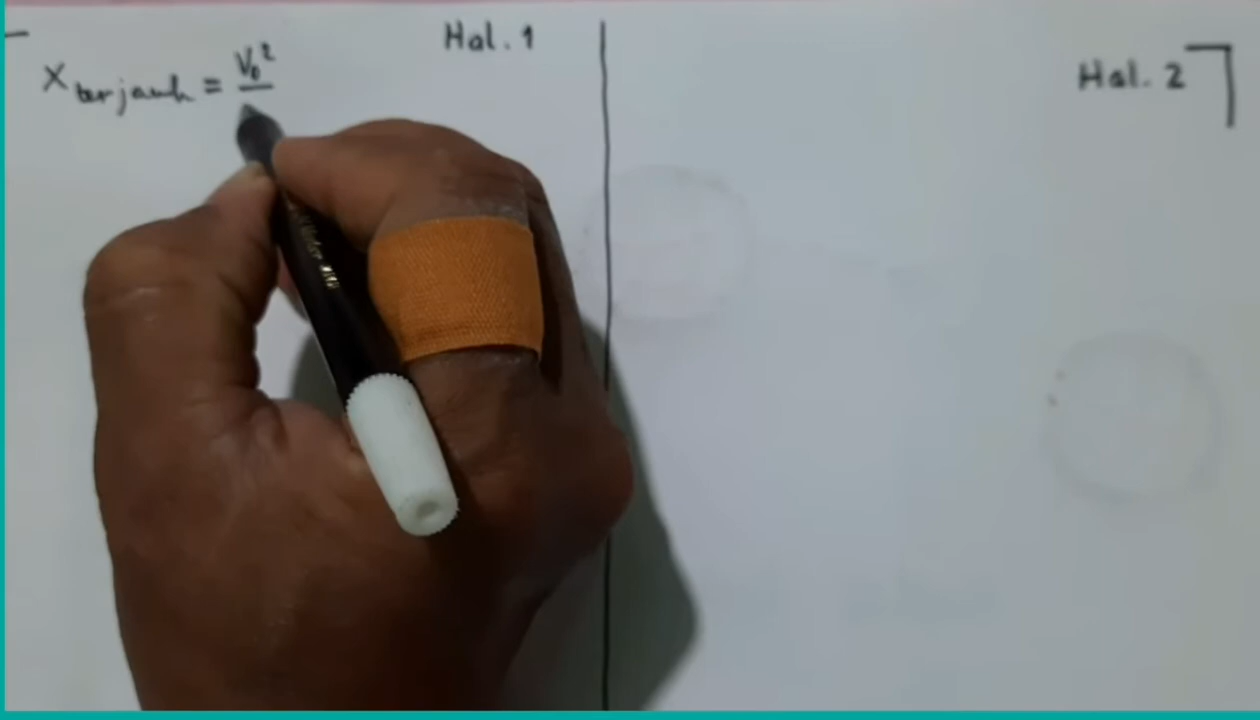 Hal. 1
X terjauh = V₀²
Hal. 2